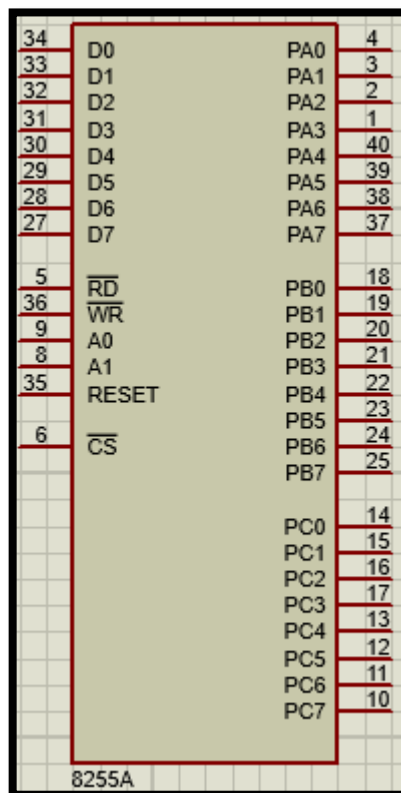 34 D0 PA0 4
33 D1 PA1 3
32 D2 PA2 2
31 D3 PA3 1
30 D4 PA4 40
29 D5 PA5 39
28 D6 PA6 38
27 D7 PA7 37
5 R̅D̅ PB0 18
36 W̅R̅ PB1 19
9 A0 PB2 20
8 A1 PB3 21
35 RESET PB4 22
PB5 23
6 C̅S̅ PB6 24
PB7 25
PC0 14
PC1 15
PC2 16
PC3 17
PC4 13
PC5 12
PC6 11
PC7 10
8255A